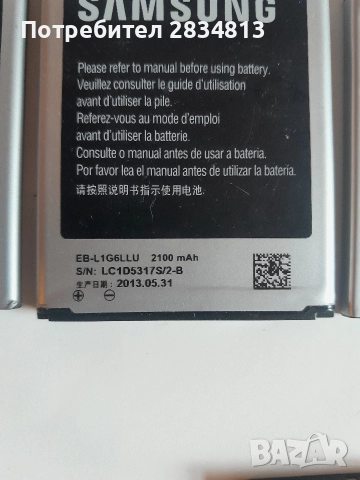 SAMSUNG
Потребител 2834813
Please refer to manual before using battery.
Veuillez consulter le guide d'utilisation
avant d'utiliser la pile.
Referez-vous au mode d'emploi
avant d'utiliser la batterie.
Consulte o manual antes de usar a bateria.
Por favor lea el manual antes de utilizar la batería.
请按照说明书指示使用电池.
EB-L1G6LLU 2100 mAh
S/N: LC1D5317S/2-B
生产日期: 2013.05.31
BAZAR